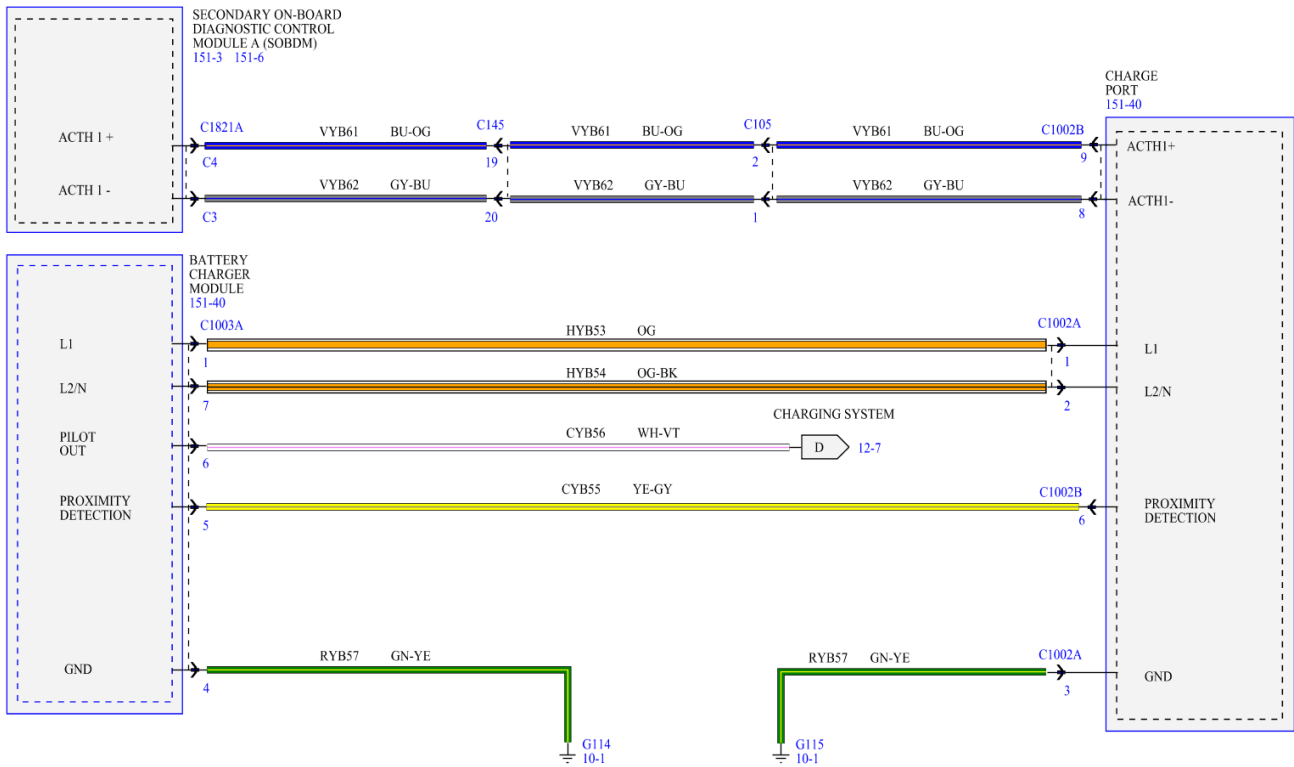 SECONDARY ON-BOARD
DIAGNOSTIC CONTROL
MODULE A (SOBDM)
151-3 151-6
CHARGE
PORT
151-40
ACTH 1 +
C1821A
VYB61 BU-OG
C145
VYB61 BU-OG
C105
VYB61 BU-OG
C1002B
ACTH1+
C4
19
2
9
ACTH 1 -
VYB62 GY-BU
VYB62 GY-BU
VYB62 GY-BU
ACTH1-
C3
20
1
8
BATTERY
CHARGER
MODULE
151-40
C1003A
HYB53 OG
C1002A
L1
L1
1
1
HYB54 OG-BK
L2/N
L2/N
7
2
CHARGING SYSTEM
PILOT
OUT
CYB56 WH-VT
D
12-7
6
CYB55 YE-GY
C1002B
PROXIMITY
DETECTION
PROXIMITY
DETECTION
5
6
RYB57 GN-YE
RYB57 GN-YE
C1002A
GND
GND
4
3
G114
10-1
G115
10-1